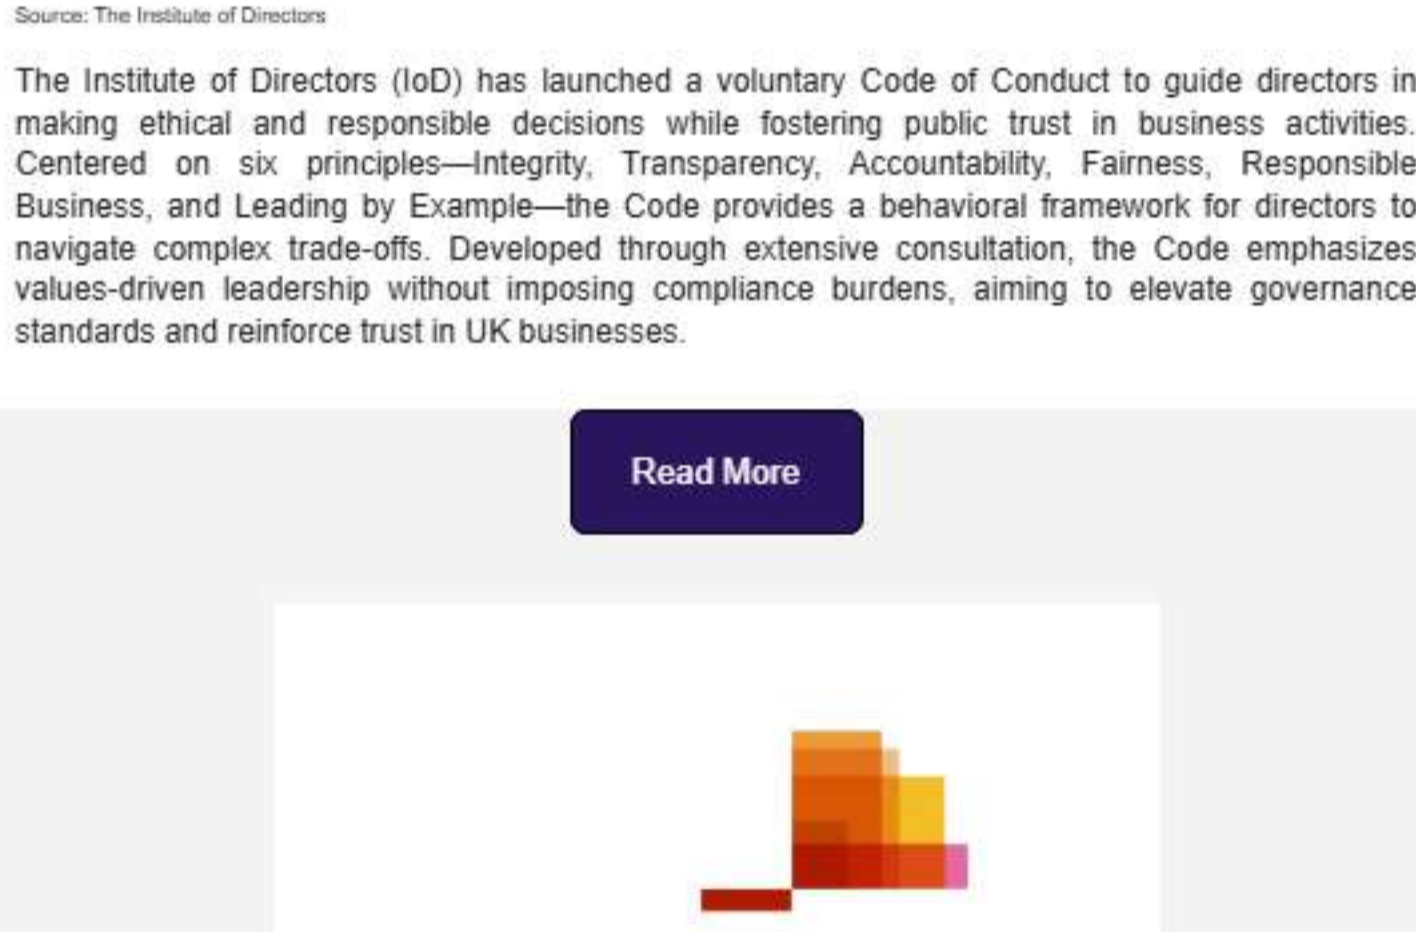 Source: The Institute of Directors
The Institute of Directors (IoD) has launched a voluntary Code of Conduct to guide directors in
making ethical and responsible decisions while fostering public trust in business activities.
Centered on six principles—Integrity, Transparency, Accountability, Fairness, Responsible
Business, and Leading by Example—the Code provides a behavioral framework for directors to
navigate complex trade-offs. Developed through extensive consultation, the Code emphasizes
values-driven leadership without imposing compliance burdens, aiming to elevate governance
standards and reinforce trust in UK businesses.
Read More